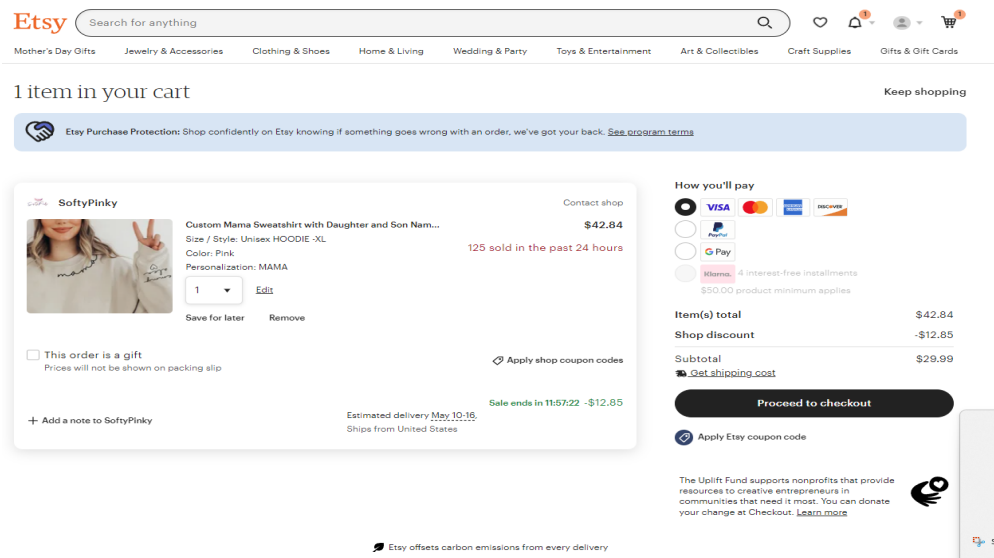 Etsy
Search for anything
1
1
Mother's Day Gifts
Jewelry & Accessories
Clothing & Shoes
Home & Living
Wedding & Party
Toys & Entertainment
Art & Collectibles
Craft Supplies
Gifts & Gift Cards
1 item in your cart
Keep shopping
Etsy Purchase Protection: Shop confidently on Etsy knowing if something goes wrong with an order, we've got your back. See program terms
SoftyPinky
Contact shop
Custom Mama Sweatshirt with Daughter and Son Nam...
$42.84
Size / Style: Unisex HOODIE -XL
125 sold in the past 24 hours
Color: Pink
Personalization: MAMA
mama
1
Edit
Save for later
Remove
This order is a gift
Prices will not be shown on packing slip
Apply shop coupon codes
Sale ends in 11:57:22 -$12.85
+ Add a note to SoftyPinky
Estimated delivery May 10-16,
Ships from United States
How you'll pay
VISA
DISCOVER
PayPal
G Pay
Klarna. 4 interest-free installments
$50.00 product minimum applies
Item(s) total $42.84
Shop discount -$12.85
Subtotal $29.99
Get shipping cost
Proceed to checkout
Apply Etsy coupon code
The Uplift Fund supports nonprofits that provide
resources to creative entrepreneurs in
communities that need it most. You can donate
your change at Checkout. Learn more
Etsy offsets carbon emissions from every delivery